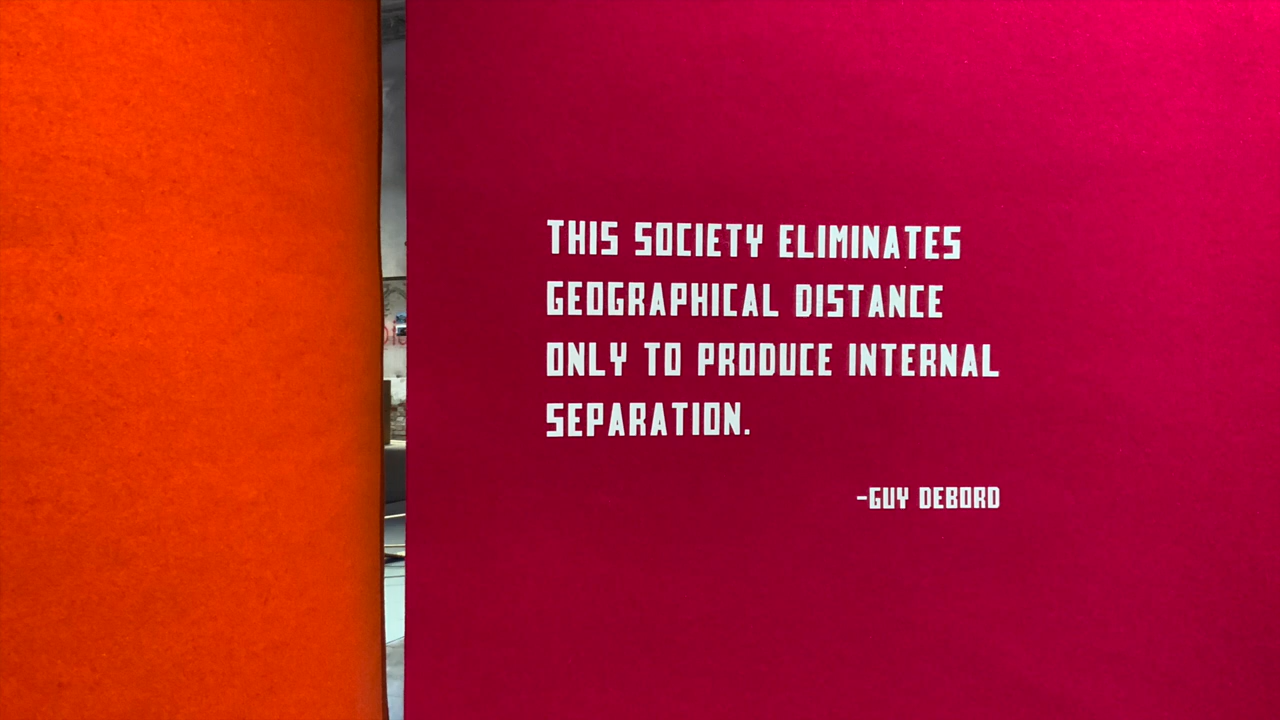 THIS SOCIETY ELIMINATES
GEOGRAPHICAL DISTANCE
ONLY TO PRODUCE INTERNAL
SEPARATION.
-GUY DEBORD